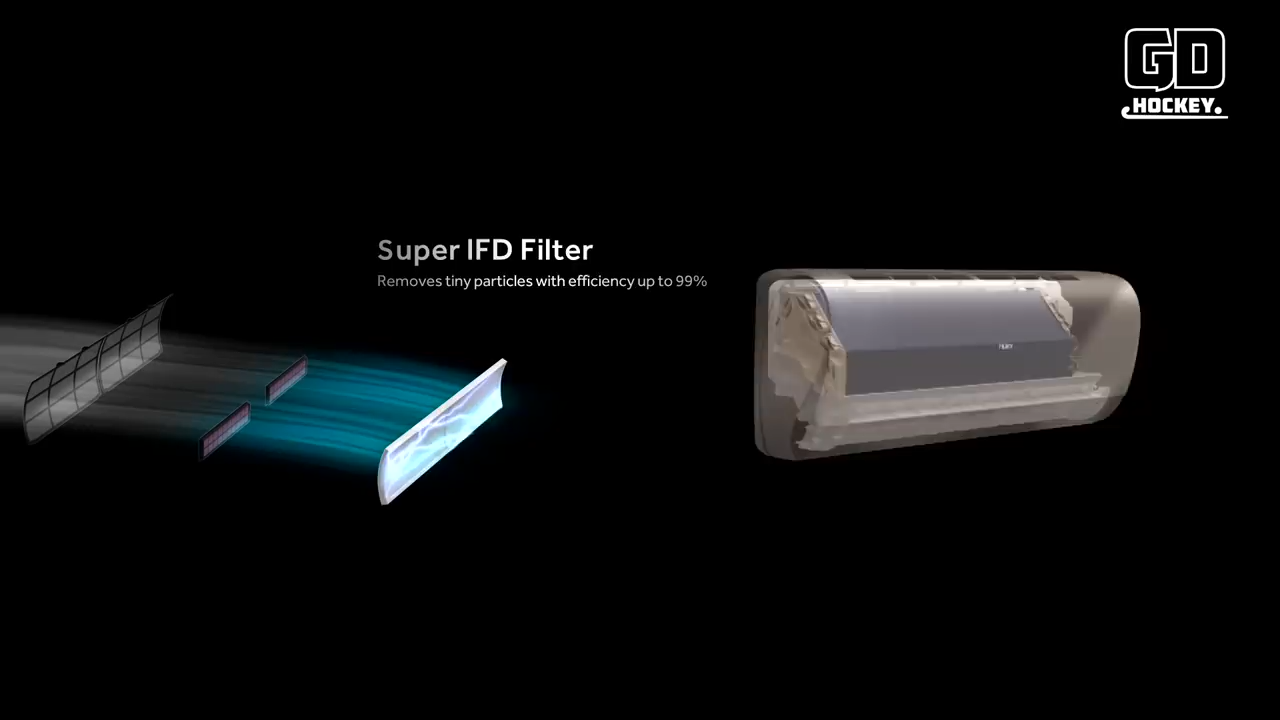 GD
HOCKEY.
Super IFD Filter
Removes tiny particles with efficiency up to 99%